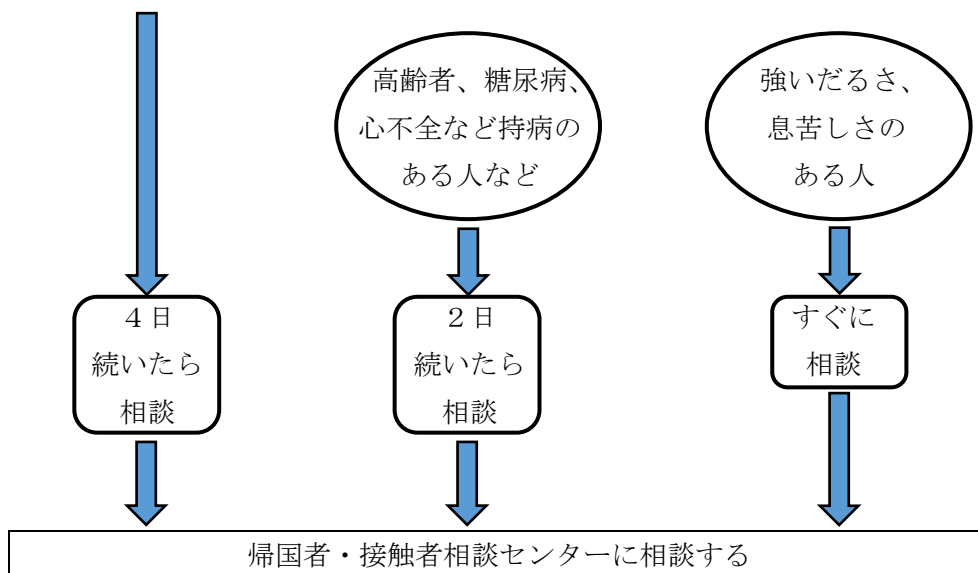 高齢者、糖尿病、
心不全など持病の
ある人など
強いだるさ、
息苦しさの
ある人
４日
続いたら
相談
２日
続いたら
相談
すぐに
相談
帰国者・接触者相談センターに相談する